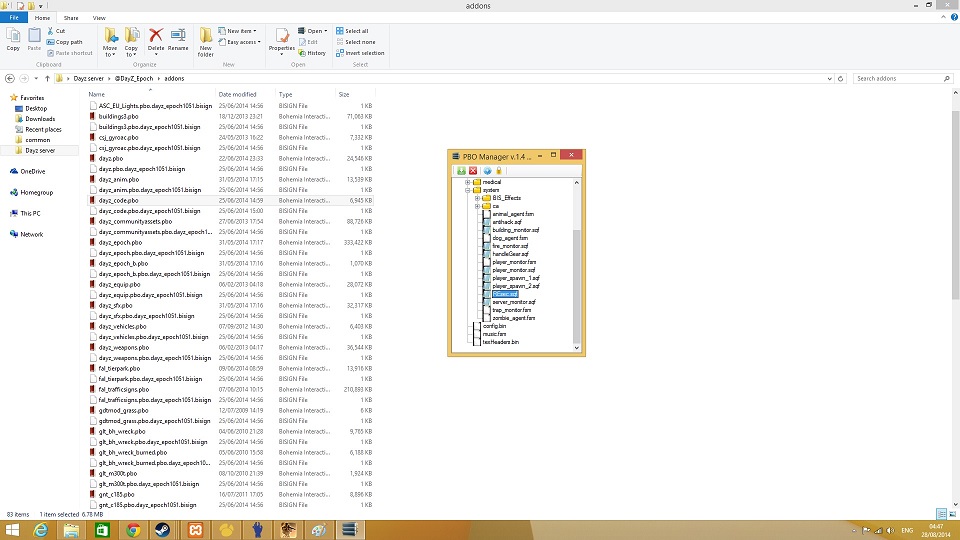 addons
File Home Share View
Copy Paste Cut Copy path Paste shortcut Move to Copy to Delete Rename New folder New item Easy access Properties Open Edit History Select all Select none Invert selection
Clipboard Organize New Open Select
Dayz server @DayZ_Epoch addons Search addons
Favorites
Desktop
Downloads
Recent places
common
Dayz server
OneDrive
Homegroup
This PC
Network
Name Date modified Type Size
ASC_EU_Lights.pbo.dayz_epoch1051.bisign 25/06/2014 14:56 BISIGN File 1 KB
buildings3.pbo 18/12/2013 23:21 Bohemia Interacti... 71,063 KB
buildings3.pbo.dayz_epoch1051.bisign 25/06/2014 14:56 BISIGN File 1 KB
csj_gyroac.pbo 24/05/2013 16:22 Bohemia Interacti... 7,332 KB
csj_gyroac.pbo.dayz_epoch1051.bisign 25/06/2014 14:56 BISIGN File 1 KB
dayz.pbo 22/06/2014 23:33 Bohemia Interacti... 24,546 KB
dayz.pbo.dayz_epoch1051.bisign 25/06/2014 14:56 BISIGN File 1 KB
dayz_anim.pbo 31/05/2014 17:15 Bohemia Interacti... 13,539 KB
dayz_anim.pbo.dayz_epoch1051.bisign 25/06/2014 14:56 BISIGN File 1 KB
dayz_code.pbo 25/06/2014 14:59 Bohemia Interacti... 6,945 KB
dayz_code.pbo.dayz_epoch1051.bisign 25/06/2014 15:00 BISIGN File 1 KB
dayz_communityassets.pbo 27/06/2013 17:54 Bohemia Interacti... 88,726 KB
dayz_communityassets.pbo.dayz_epoch1... 25/06/2014 14:56 BISIGN File 1 KB
dayz_epoch.pbo 31/05/2014 17:17 Bohemia Interacti... 333,422 KB
dayz_epoch.pbo.dayz_epoch1051.bisign 25/06/2014 14:56 BISIGN File 1 KB
dayz_epoch_b.pbo 31/05/2014 17:16 Bohemia Interacti... 1,070 KB
dayz_epoch_b.pbo.dayz_epoch1051.bisign 25/06/2014 14:56 BISIGN File 1 KB
dayz_equip.pbo 06/02/2013 04:18 Bohemia Interacti... 28,072 KB
dayz_equip.pbo.dayz_epoch1051.bisign 25/06/2014 14:56 BISIGN File 1 KB
dayz_sfx.pbo 31/05/2014 17:16 Bohemia Interacti... 32,317 KB
dayz_sfx.pbo.dayz_epoch1051.bisign 25/06/2014 14:56 BISIGN File 1 KB
dayz_vehicles.pbo 07/09/2012 14:30 Bohemia Interacti... 6,403 KB
dayz_vehicles.pbo.dayz_epoch1051.bisign 25/06/2014 14:56 BISIGN File 1 KB
dayz_weapons.pbo 06/02/2013 04:17 Bohemia Interacti... 36,544 KB
dayz_weapons.pbo.dayz_epoch1051.bisign 25/06/2014 14:56 BISIGN File 1 KB
fal_tierpark.pbo 09/06/2014 08:59 Bohemia Interacti... 13,916 KB
fal_tierpark.pbo.dayz_epoch1051.bisign 25/06/2014 14:56 BISIGN File 1 KB
fal_trafficsigns.pbo 07/06/2014 10:15 Bohemia Interacti... 210,893 KB
fal_trafficsigns.pbo.dayz_epoch1051.bisign 25/06/2014 14:56 BISIGN File 1 KB
gdtmod_grass.pbo 12/07/2009 14:19 Bohemia Interacti... 6 KB
gdtmod_grass.pbo.dayz_epoch1051.bisign 25/06/2014 14:56 BISIGN File 1 KB
glt_bh_wreck.pbo 04/06/2010 21:28 Bohemia Interacti... 9,765 KB
glt_bh_wreck.pbo.dayz_epoch1051.bisign 25/06/2014 14:56 BISIGN File 1 KB
glt_bh_wreck_burned.pbo 05/06/2010 15:58 Bohemia Interacti... 6,188 KB
glt_bh_wreck_burned.pbo.dayz_epoch10... 25/06/2014 14:56 BISIGN File 1 KB
glt_m300t.pbo 08/10/2010 21:39 Bohemia Interacti... 1,924 KB
glt_m300t.pbo.dayz_epoch1051.bisign 25/06/2014 14:56 BISIGN File 1 KB
gnt_c185.pbo 16/07/2011 17:05 Bohemia Interacti... 8,896 KB
gnt_c185.pbo.dayz_epoch1051.bisign 25/06/2014 14:56 BISIGN File 1 KB
PBO Manager v.1.4 ...
medical
system
BIS_Effects
ca
animal_agent.fsm
antihack.sqf
building_monitor.sqf
dog_agent.fsm
fire_monitor.sqf
handleGear.sqf
player_monitor.fsm
player_monitor.sqf
player_spawn_1.sqf
player_spawn_2.sqf
REsec.sqf
server_monitor.sqf
trap_monitor.fsm
zombie_agent.fsm
config.bin
music.fsm
texHeaders.bin
83 items 1 item selected 6.78 MB
ENG 04:47
28/08/2014